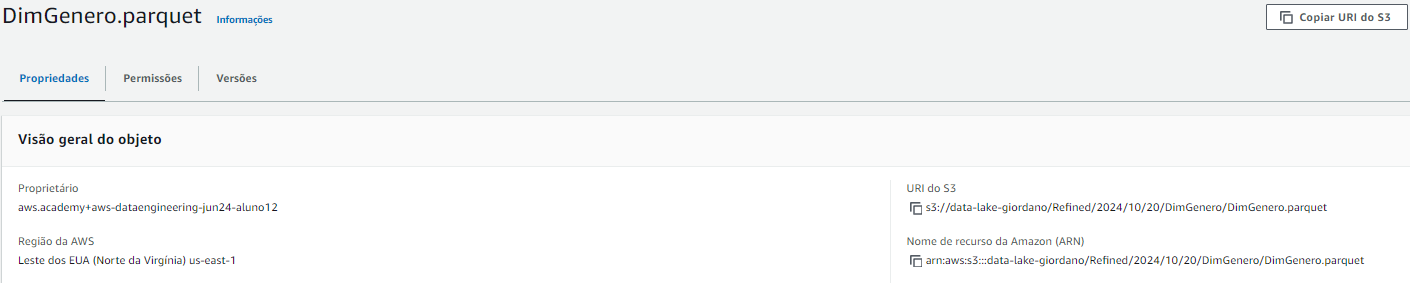 DimGenero.parquet Informações
Copiar URI do S3
Propriedades Permissões Versões
Visão geral do objeto
Proprietário
aws.academy+aws-dataengineering-jun24-aluno12
Região da AWS
Leste dos EUA (Norte da Virgínia) us-east-1
URI do S3
s3://data-lake-giordano/Refined/2024/10/20/DimGenero/DimGenero.parquet
Nome de recurso da Amazon (ARN)
arn:aws:s3:::data-lake-giordano/Refined/2024/10/20/DimGenero/DimGenero.parquet